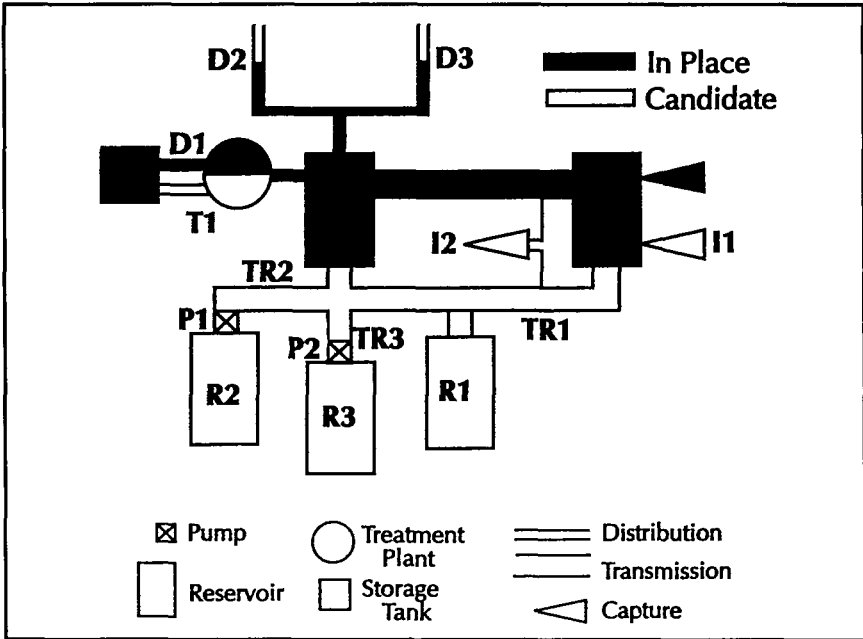 D2
D3
In Place
Candidate
D1
T1
I2
I1
TR2
P1
P2
TR3
TR1
R2
R3
R1
Pump
Treatment
Plant
Distribution
Reservoir
Storage
Tank
Transmission
Capture